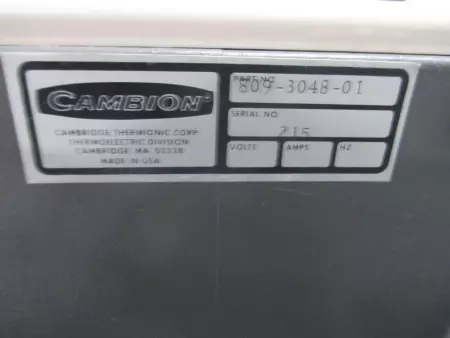 CAMBION
CAMBRIDGE THERMIONIC CORP.
THERMOELECTRIC DIVISION
CAMBRIDGE, MA. 02238
MADE IN USA
PART NO.
809-3048-01
SERIAL NO.
715
VOLTS AMPS HZ